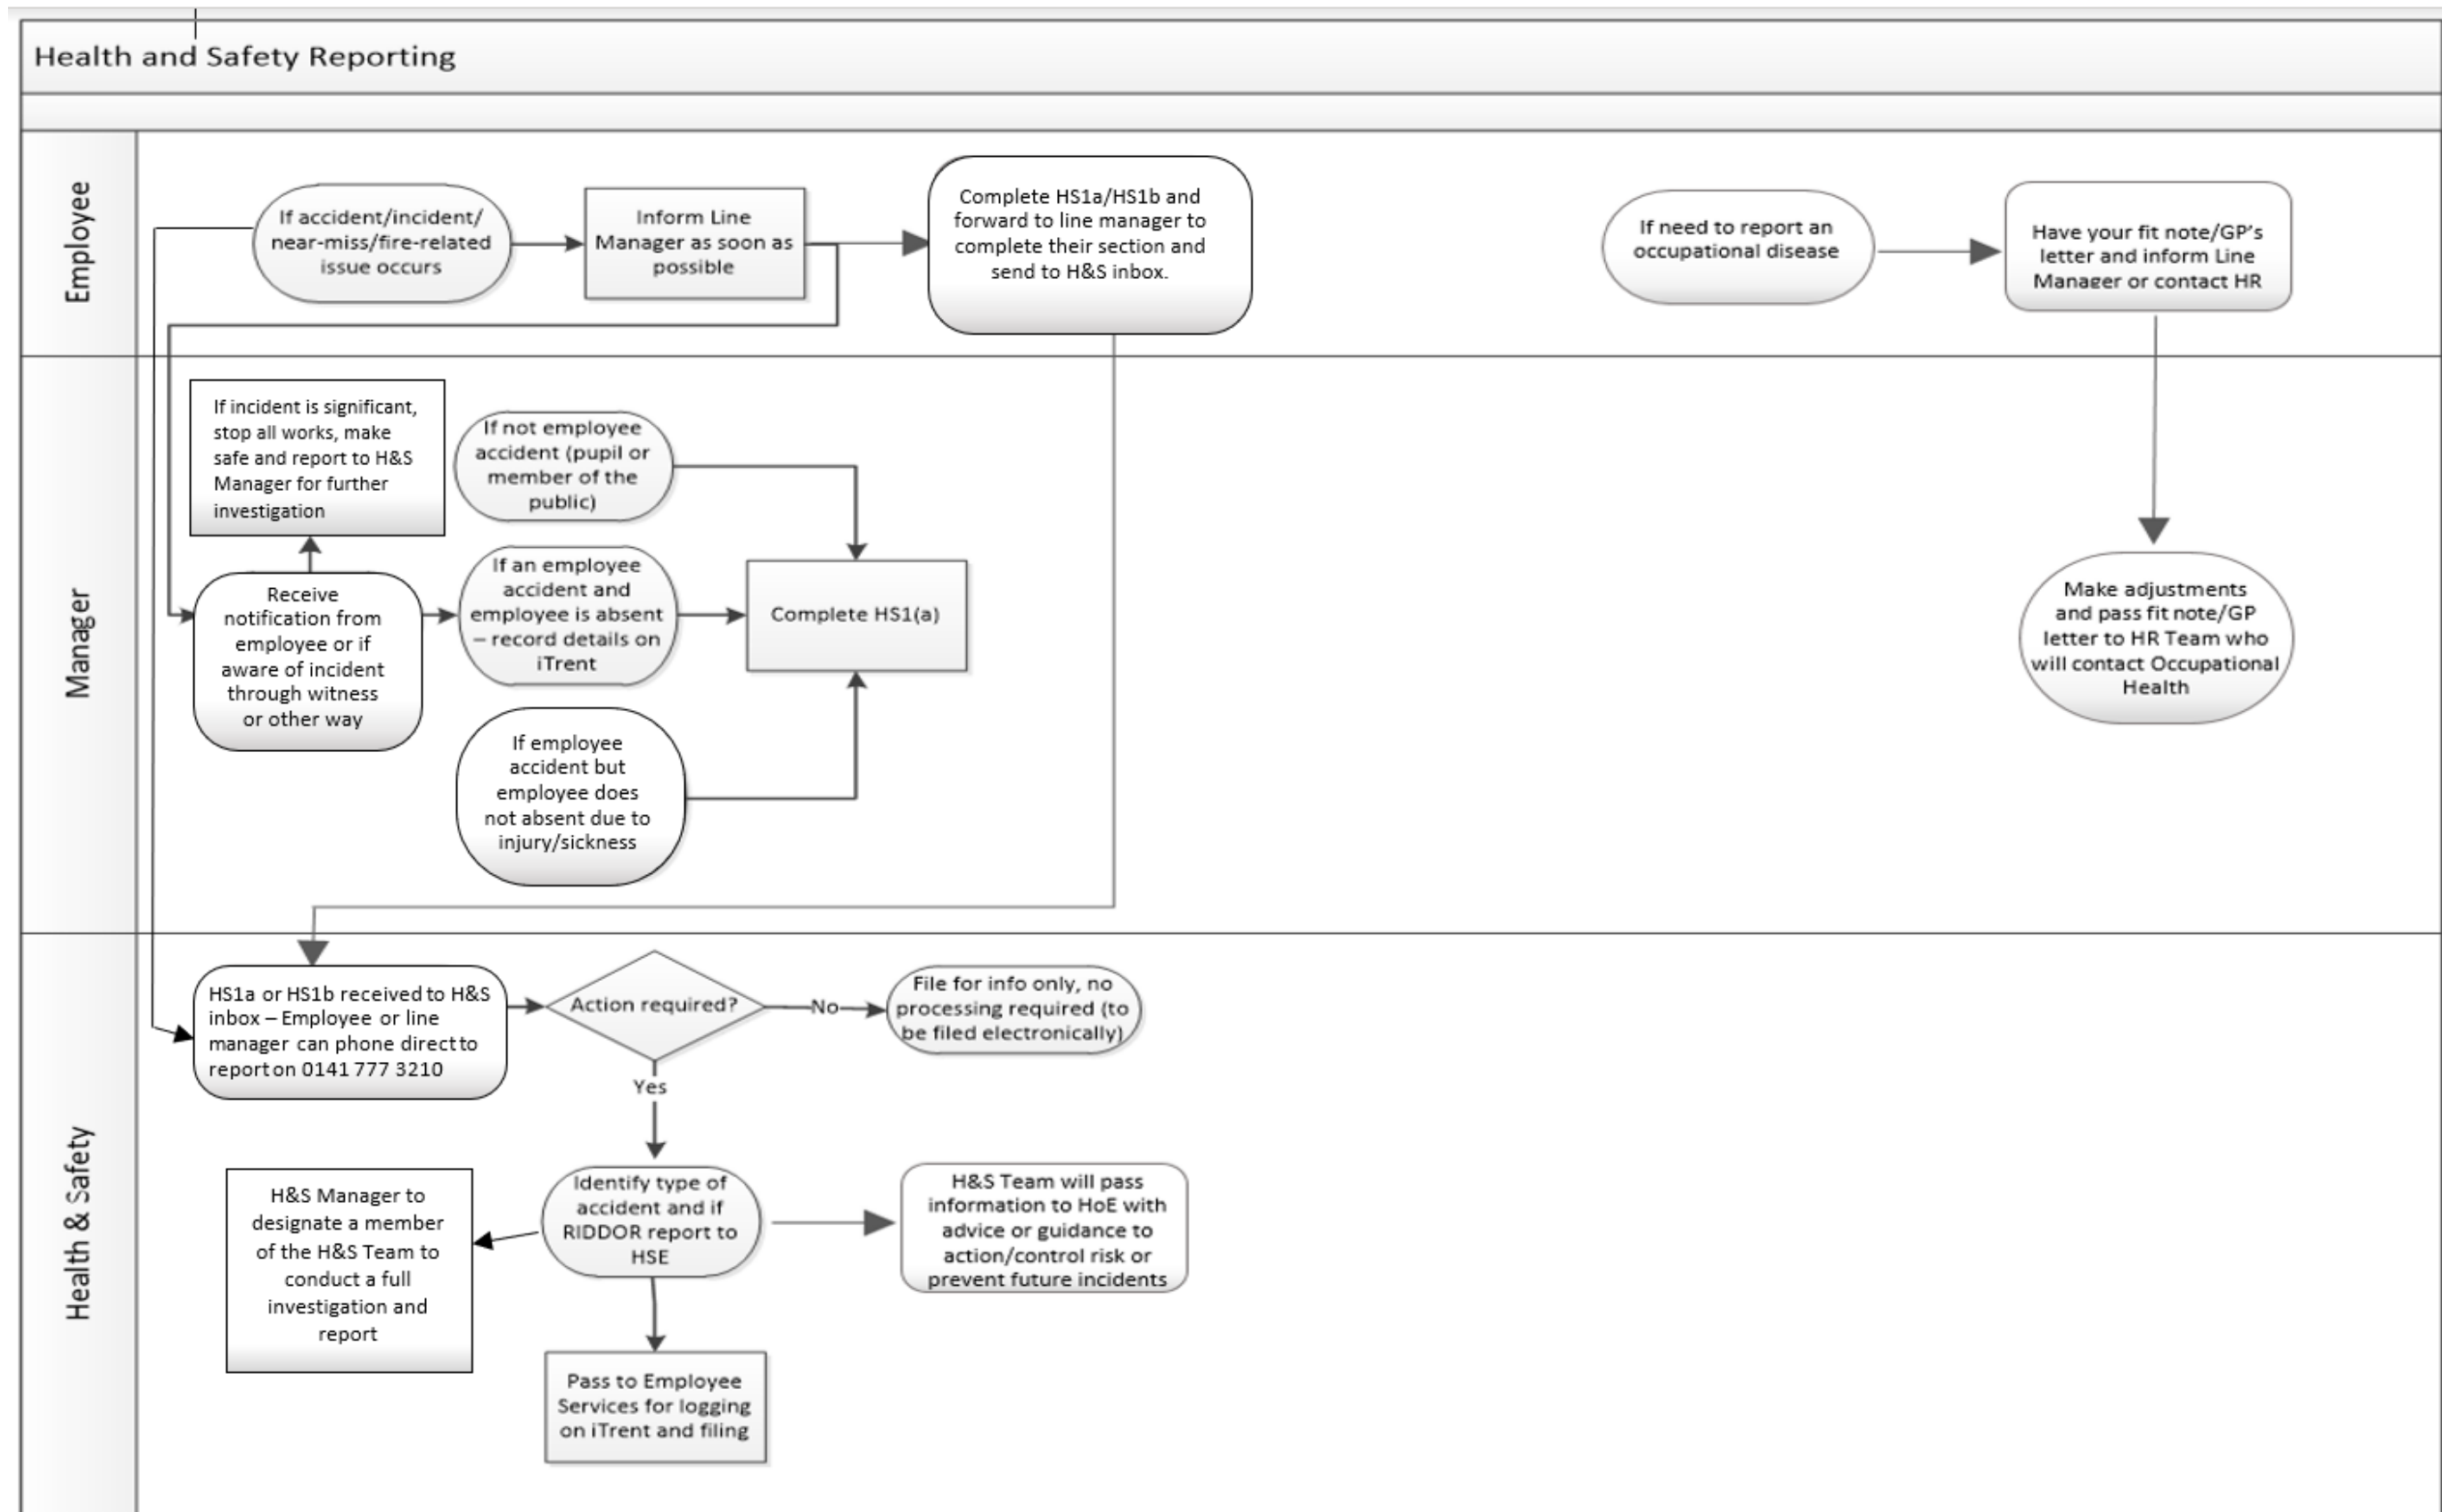 Health and Safety Reporting
Employee
If accident/incident/
near-miss/fire-related
issue occurs
Inform Line
Manager as soon as
possible
Complete HS1a/HS1b and
forward to line manager to
complete their section and
send to H&S inbox.
If need to report an
occupational disease
Have your fit note/GP's
letter and inform Line
Manager or contact HR
Manager
If incident is significant,
stop all works, make
safe and report to H&S
Manager for further
investigation
If not employee
accident (pupil or
member of the
public)
Receive
notification from
employee or if
aware of incident
through witness
or other way
If an employee
accident and
employee is absent
– record details on
iTrent
Complete HS1(a)
If employee
accident but
employee does
not absent due to
injury/sickness
Make adjustments
and pass fit note/GP
letter to HR Team who
will contact Occupational
Health
Health & Safety
HS1a or HS1b received to H&S
inbox – Employee or line
manager can phone direct to
report on 0141 777 3210
Action required?
No
File for info only, no
processing required (to
be filed electronically)
Yes
Identify type of
accident and if
RIDDOR report to
HSE
H&S Manager to
designate a member
of the H&S Team to
conduct a full
investigation and
report
H&S Team will pass
information to HoE with
advice or guidance to
action/control risk or
prevent future incidents
Pass to Employee
Services for logging
on iTrent and filing